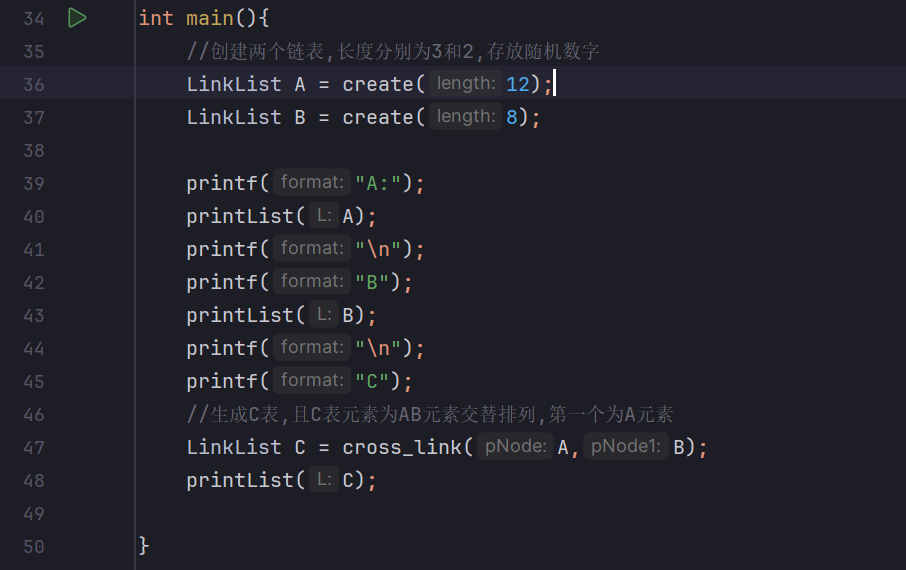 34 int main(){
35 //创建两个链表,长度分别为3和2,存放随机数字
36 LinkList A = create( length: 12);
37 LinkList B = create( length: 8);
38
39 printf( format: "A:");
40 printList( L: A);
41 printf( format: "\n");
42 printf( format: "B");
43 printList( L: B);
44 printf( format: "\n");
45 printf( format: "C");
46 //生成C表,且C表元素为AB元素交替排列,第一个为A元素
47 LinkList C = cross_link( pNode: A, pNode1: B);
48 printList( L: C);
49
50 }